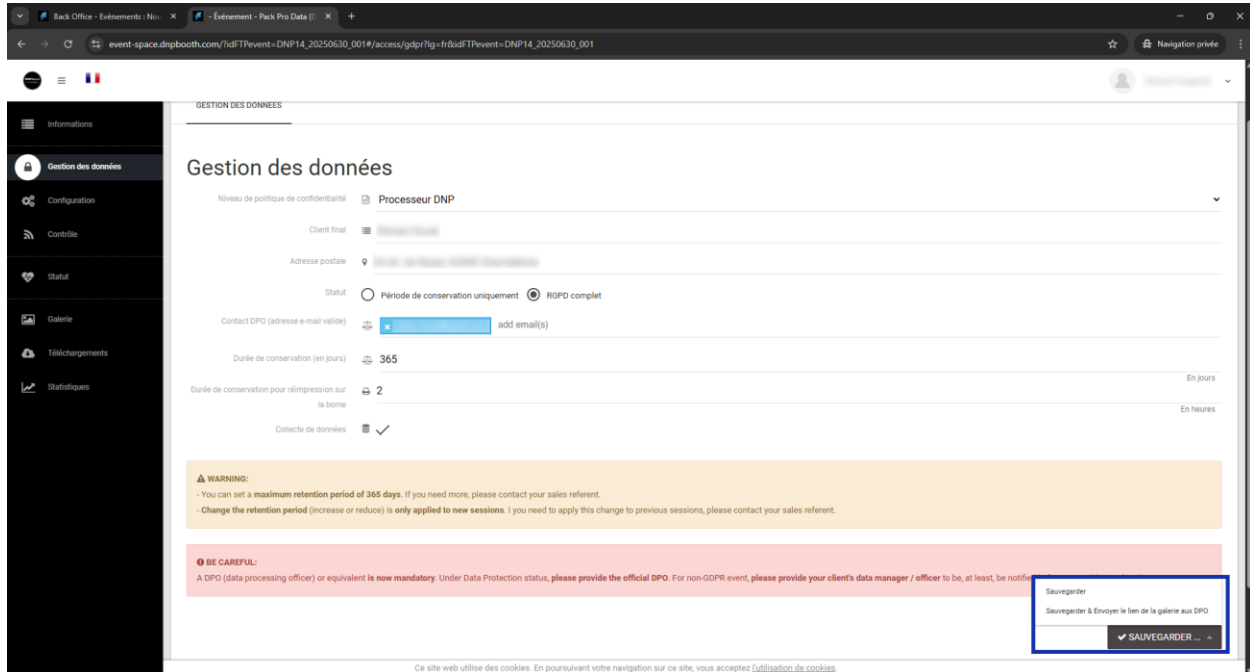 Back Office - Evènements : Nou
- Événement - Pack Pro Data (
event-space.dnpbooth.com/?idFTPevent=DNP14_20250630_001#/access/gdpr?lg=fr&idFTPevent=DNP14_20250630_001
Navigation privée
GESTION DES DONNÉES
Informations
Gestion des données
Configuration
Contrôle
Statut
Galerie
Téléchargements
Statistiques
Gestion des données
Niveau de politique de confidentialité Processeur DNP
Client final
Adresse postale
Statut Période de conservation uniquement RGPD complet
Contact DPO (adresse e-mail valide) × add email(s)
Durée de conservation (en jours) 365
En jours
Durée de conservation pour réimpression sur 2
la borne
En heures
Collecte de données
WARNING:
- You can set a maximum retention period of 365 days. If you need more, please contact your sales referent.
- Change the retention period (increase or reduce) is only applied to new sessions. I you need to apply this change to previous sessions, please contact your sales referent.
BE CAREFUL:
A DPO (data processing officer) or equivalent is now mandatory. Under Data Protection status, please provide the official DPO. For non-GDPR event, please provide your client's data manager / officer to be, at least, be notifie
Sauvegarder
Sauvegarder & Envoyer le lien de la galerie aux DPO
SAUVEGARDER ...
Ce site web utilise des cookies. En poursuivant votre navigation sur ce site, vous acceptez l'utilisation de cookies.